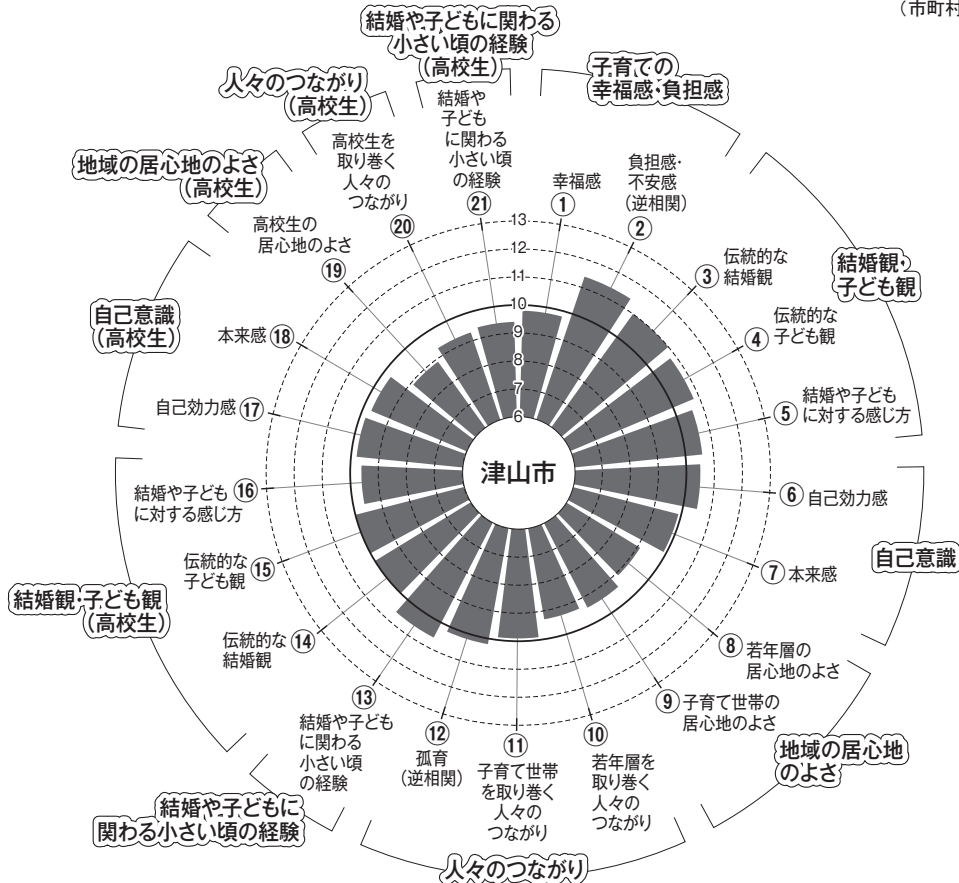 （市町村
結婚や子どもに関わる
小さい頃の経験
（高校生）
子育ての
幸福感・負担感
人々のつながり
（高校生）
地域の居心地のよさ
（高校生）
自己意識
（高校生）
結婚観・子ども観
（高校生）
結婚や子どもに
関わる小さい頃の経験
人々のつながり
地域の居心地
のよさ
自己意識
結婚観・
子ども観
幸福感
①
負担感・
不安感
（逆相関）
②
③ 伝統的な
結婚観
④ 伝統的な
子ども観
⑤ 結婚や子ども
に対する感じ方
⑥ 自己効力感
⑦ 本来感
⑧ 若年層の
居心地のよさ
⑨ 子育て世帯の
居心地のよさ
⑩
若年層を
取り巻く
人々の
つながり
⑪
子育て世帯
を取り巻く
人々の
つながり
⑫
孤育
（逆相関）
⑬
結婚や子ども
に関わる
小さい頃
の経験
伝統的な ⑭
結婚観
伝統的な ⑮
子ども観
結婚や子ども ⑯
に対する感じ方
自己効力感 ⑰
本来感 ⑱
高校生の
居心地のよさ
⑲
高校生を
取り巻く
人々の
つながり
⑳
結婚や
子ども
に関わる
小さい頃
の経験
㉑
13
12
11
10
9
8
7
6
津山市